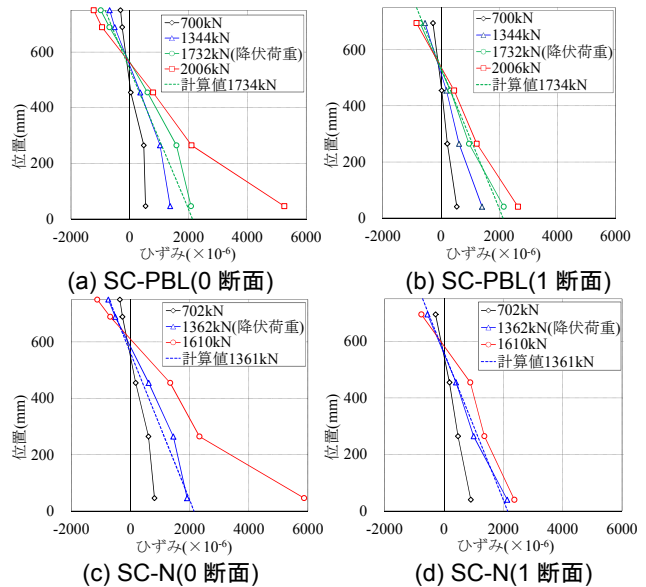 800
600
400
200
0
位置(mm)
-2000
0
2000
4000
6000
ひずみ(×10⁻⁶)
700kN
1344kN
1732kN(降伏荷重)
2006kN
計算値1734kN
(a) SC-PBL(0 断面)
800
600
400
200
0
位置(mm)
-2000
0
2000
4000
6000
ひずみ(×10⁻⁶)
700kN
1344kN
1732kN(降伏荷重)
2006kN
計算値1734kN
(b) SC-PBL(1 断面)
800
600
400
200
0
位置(mm)
-2000
0
2000
4000
6000
ひずみ(×10⁻⁶)
702kN
1362kN(降伏荷重)
1610kN
計算値1361kN
(c) SC-N(0 断面)
800
600
400
200
0
位置(mm)
-2000
0
2000
4000
6000
ひずみ(×10⁻⁶)
702kN
1362kN(降伏荷重)
1610kN
計算値1361kN
(d) SC-N(1 断面)